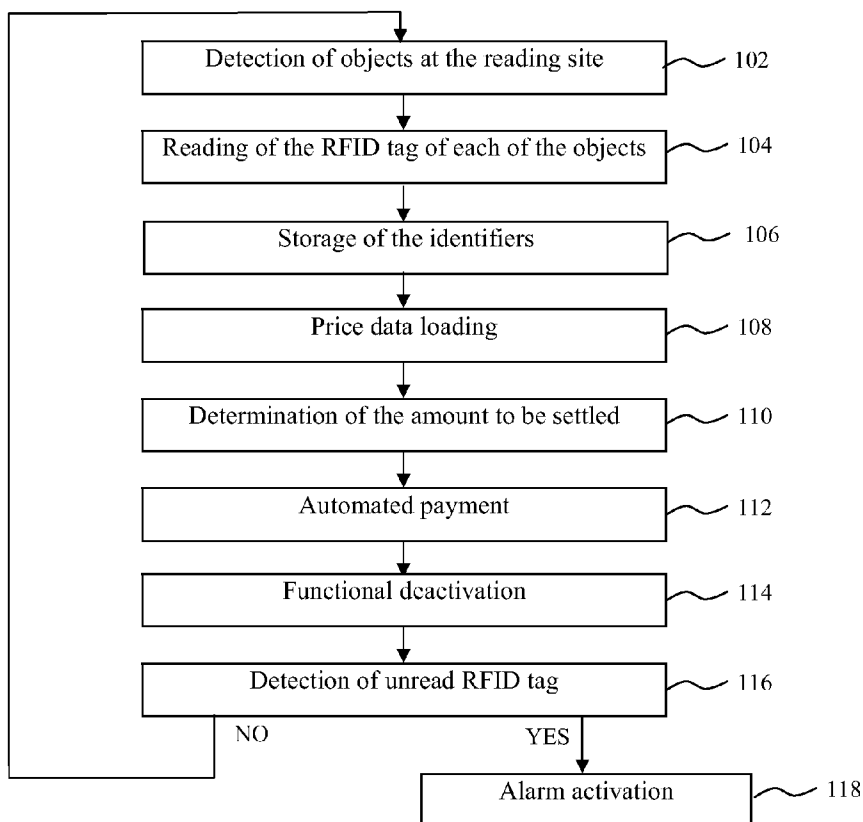 Detection of objects at the reading site
102
Reading of the RFID tag of each of the objects
104
Storage of the identifiers
106
Price data loading
108
Determination of the amount to be settled
110
Automated payment
112
Functional deactivation
114
Detection of unread RFID tag
116
NO
YES
Alarm activation
118